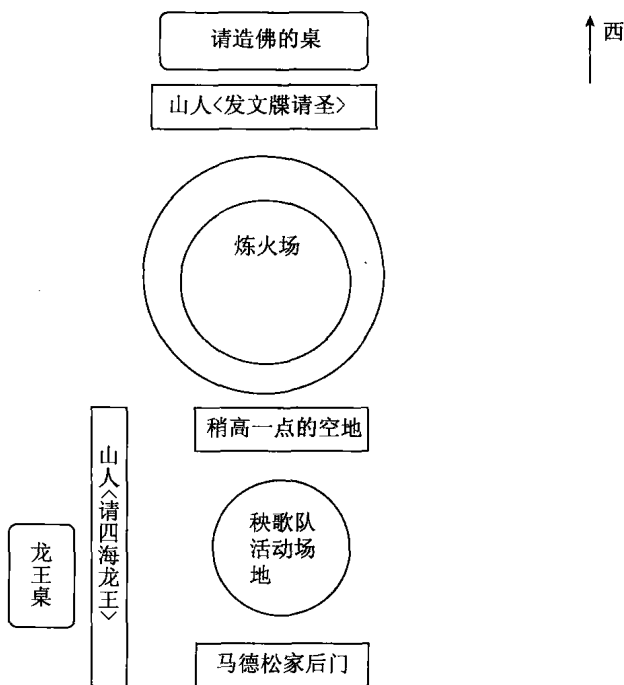 请造佛的桌
西
山人<发文牒请圣>
炼火场
稍高一点的空地
山人<请四海龙王>
龙王桌
秧歌队
活动场
地
马德松家后门